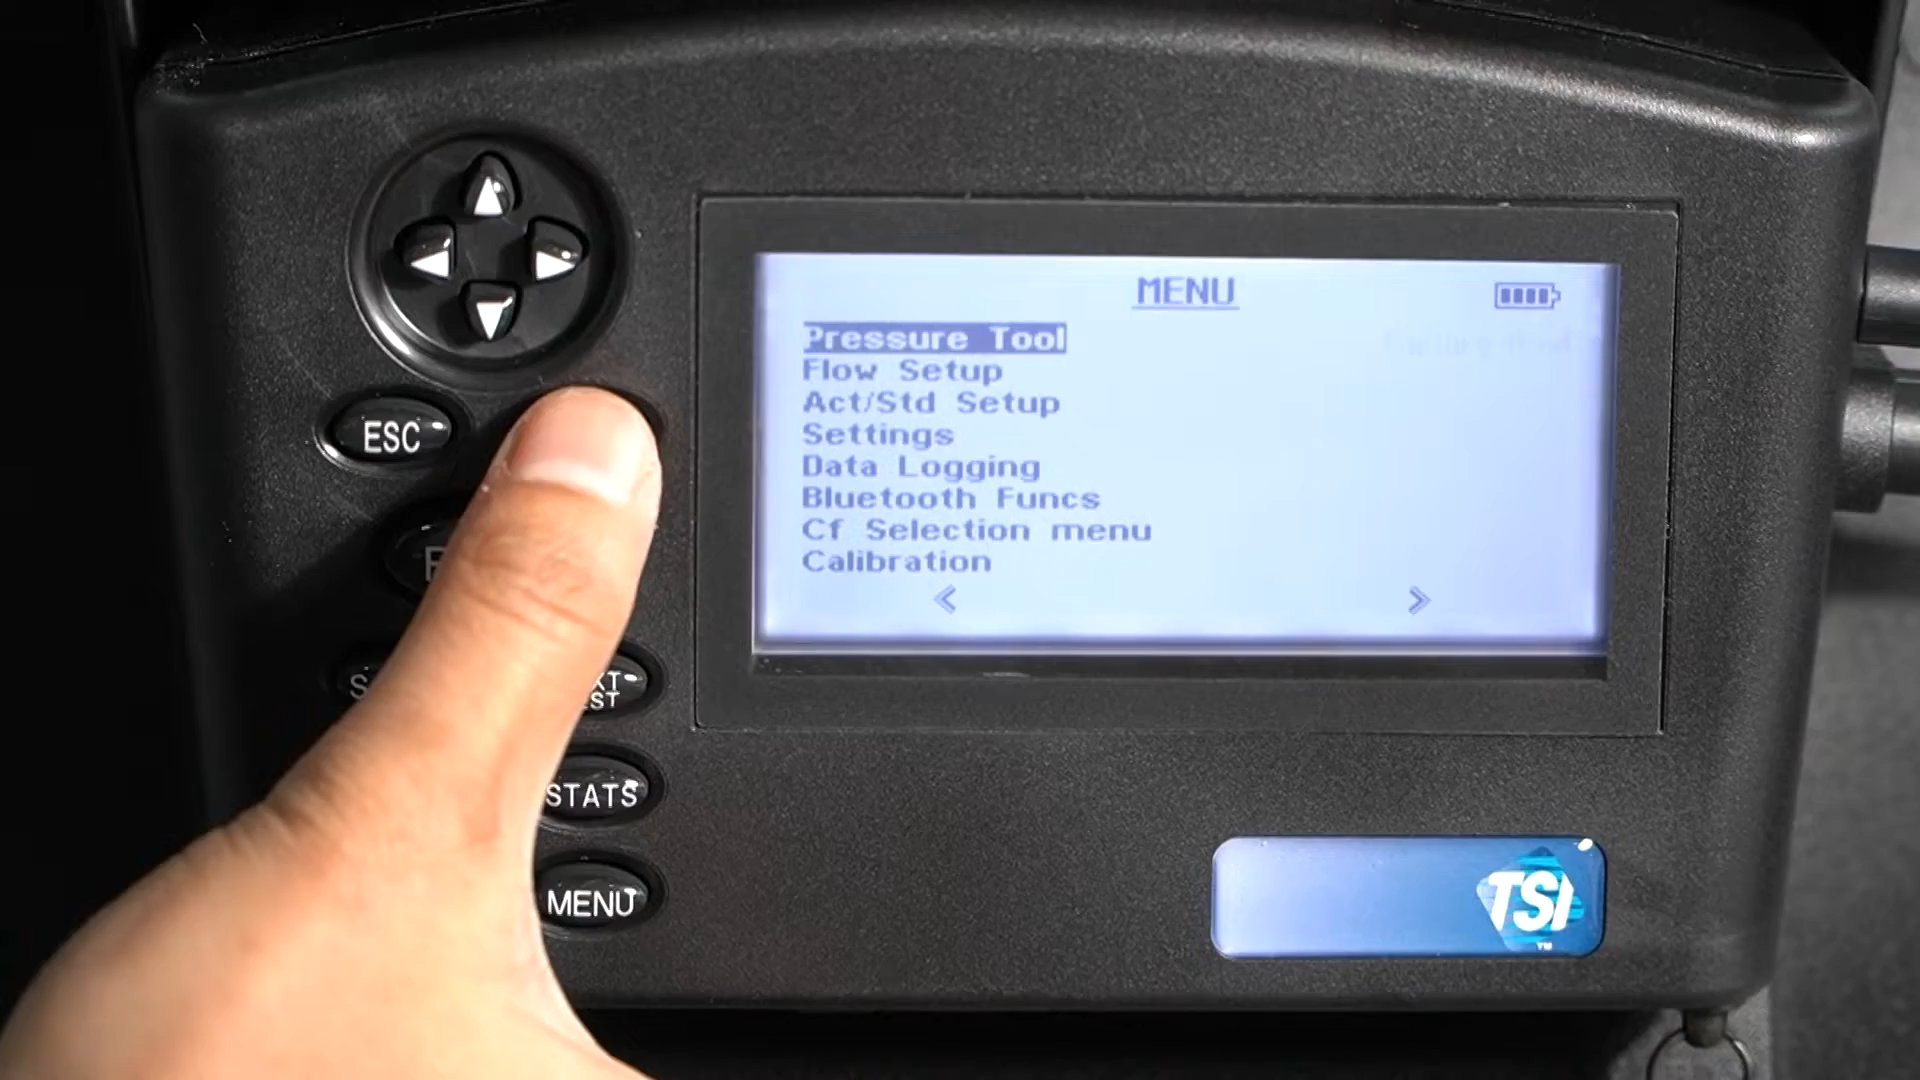 MENU
Pressure Tool
Flow Setup
Act/Std Setup
Settings
Data Logging
Bluetooth Funcs
Cf Selection menu
Calibration
< >
ESC
STATS
MENU
TSI
TM